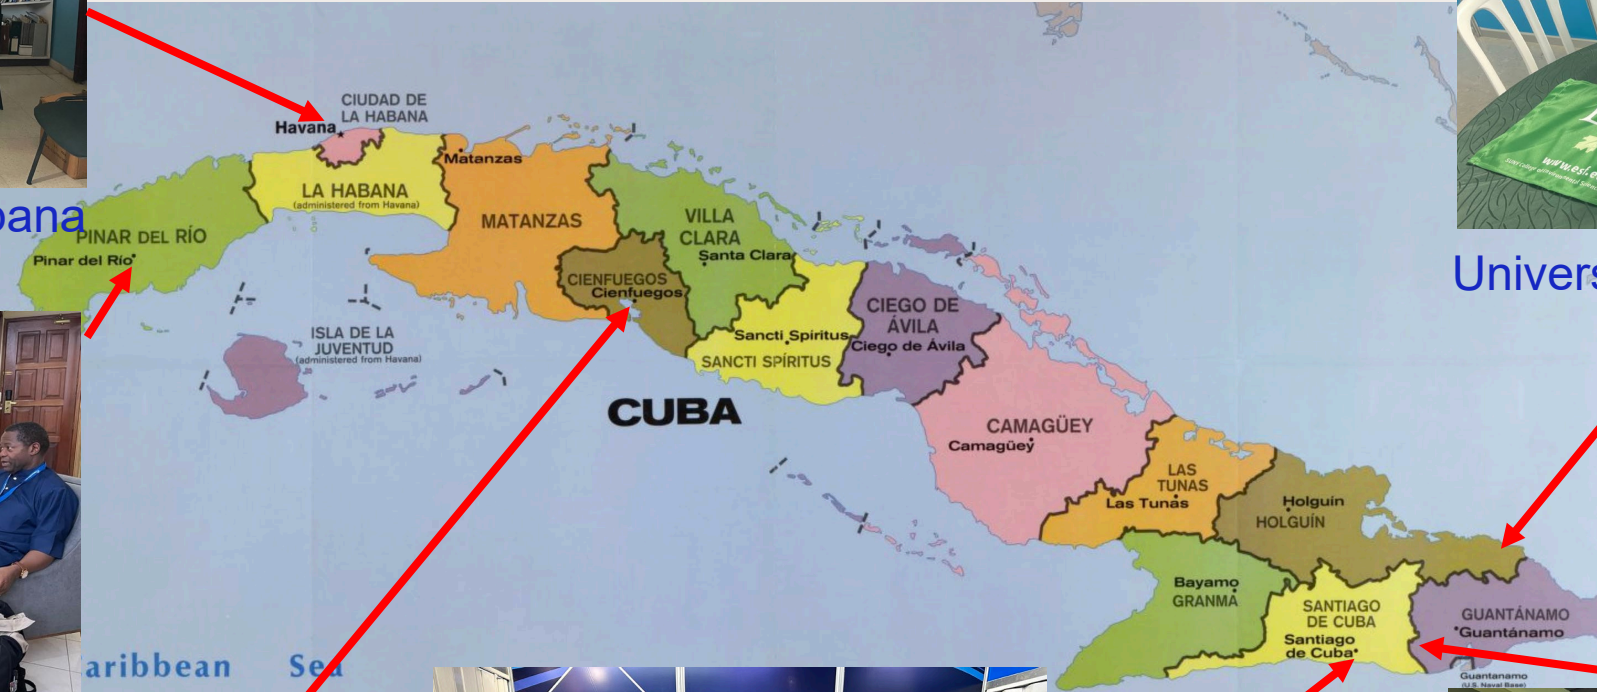 CIUDAD DE
LA HABANA
Havana
Matanzas
LA HABANA
(administered from Havana)
bana
PINAR DEL RÍO
Pinar del Río
MATANZAS
VILLA
CLARA
Santa Clara
CIENFUEGOS
Cienfuegos
ISLA DE LA
JUVENTUD
(administered from Havana)
Sancti Spíritus
SANCTI SPÍRITUS
CIEGO DE
ÁVILA
Ciego de Ávila
CUBA
CAMAGÜEY
Camagüey
LAS
TUNAS
Las Tunas
Holguín
HOLGUÍN
Bayamo
GRANMA
SANTIAGO
DE CUBA
Santiago
de Cuba
GUANTÁNAMO
Guantánamo
Guantanamo
(U.S. Naval Base)
aribbean Sea
Univers